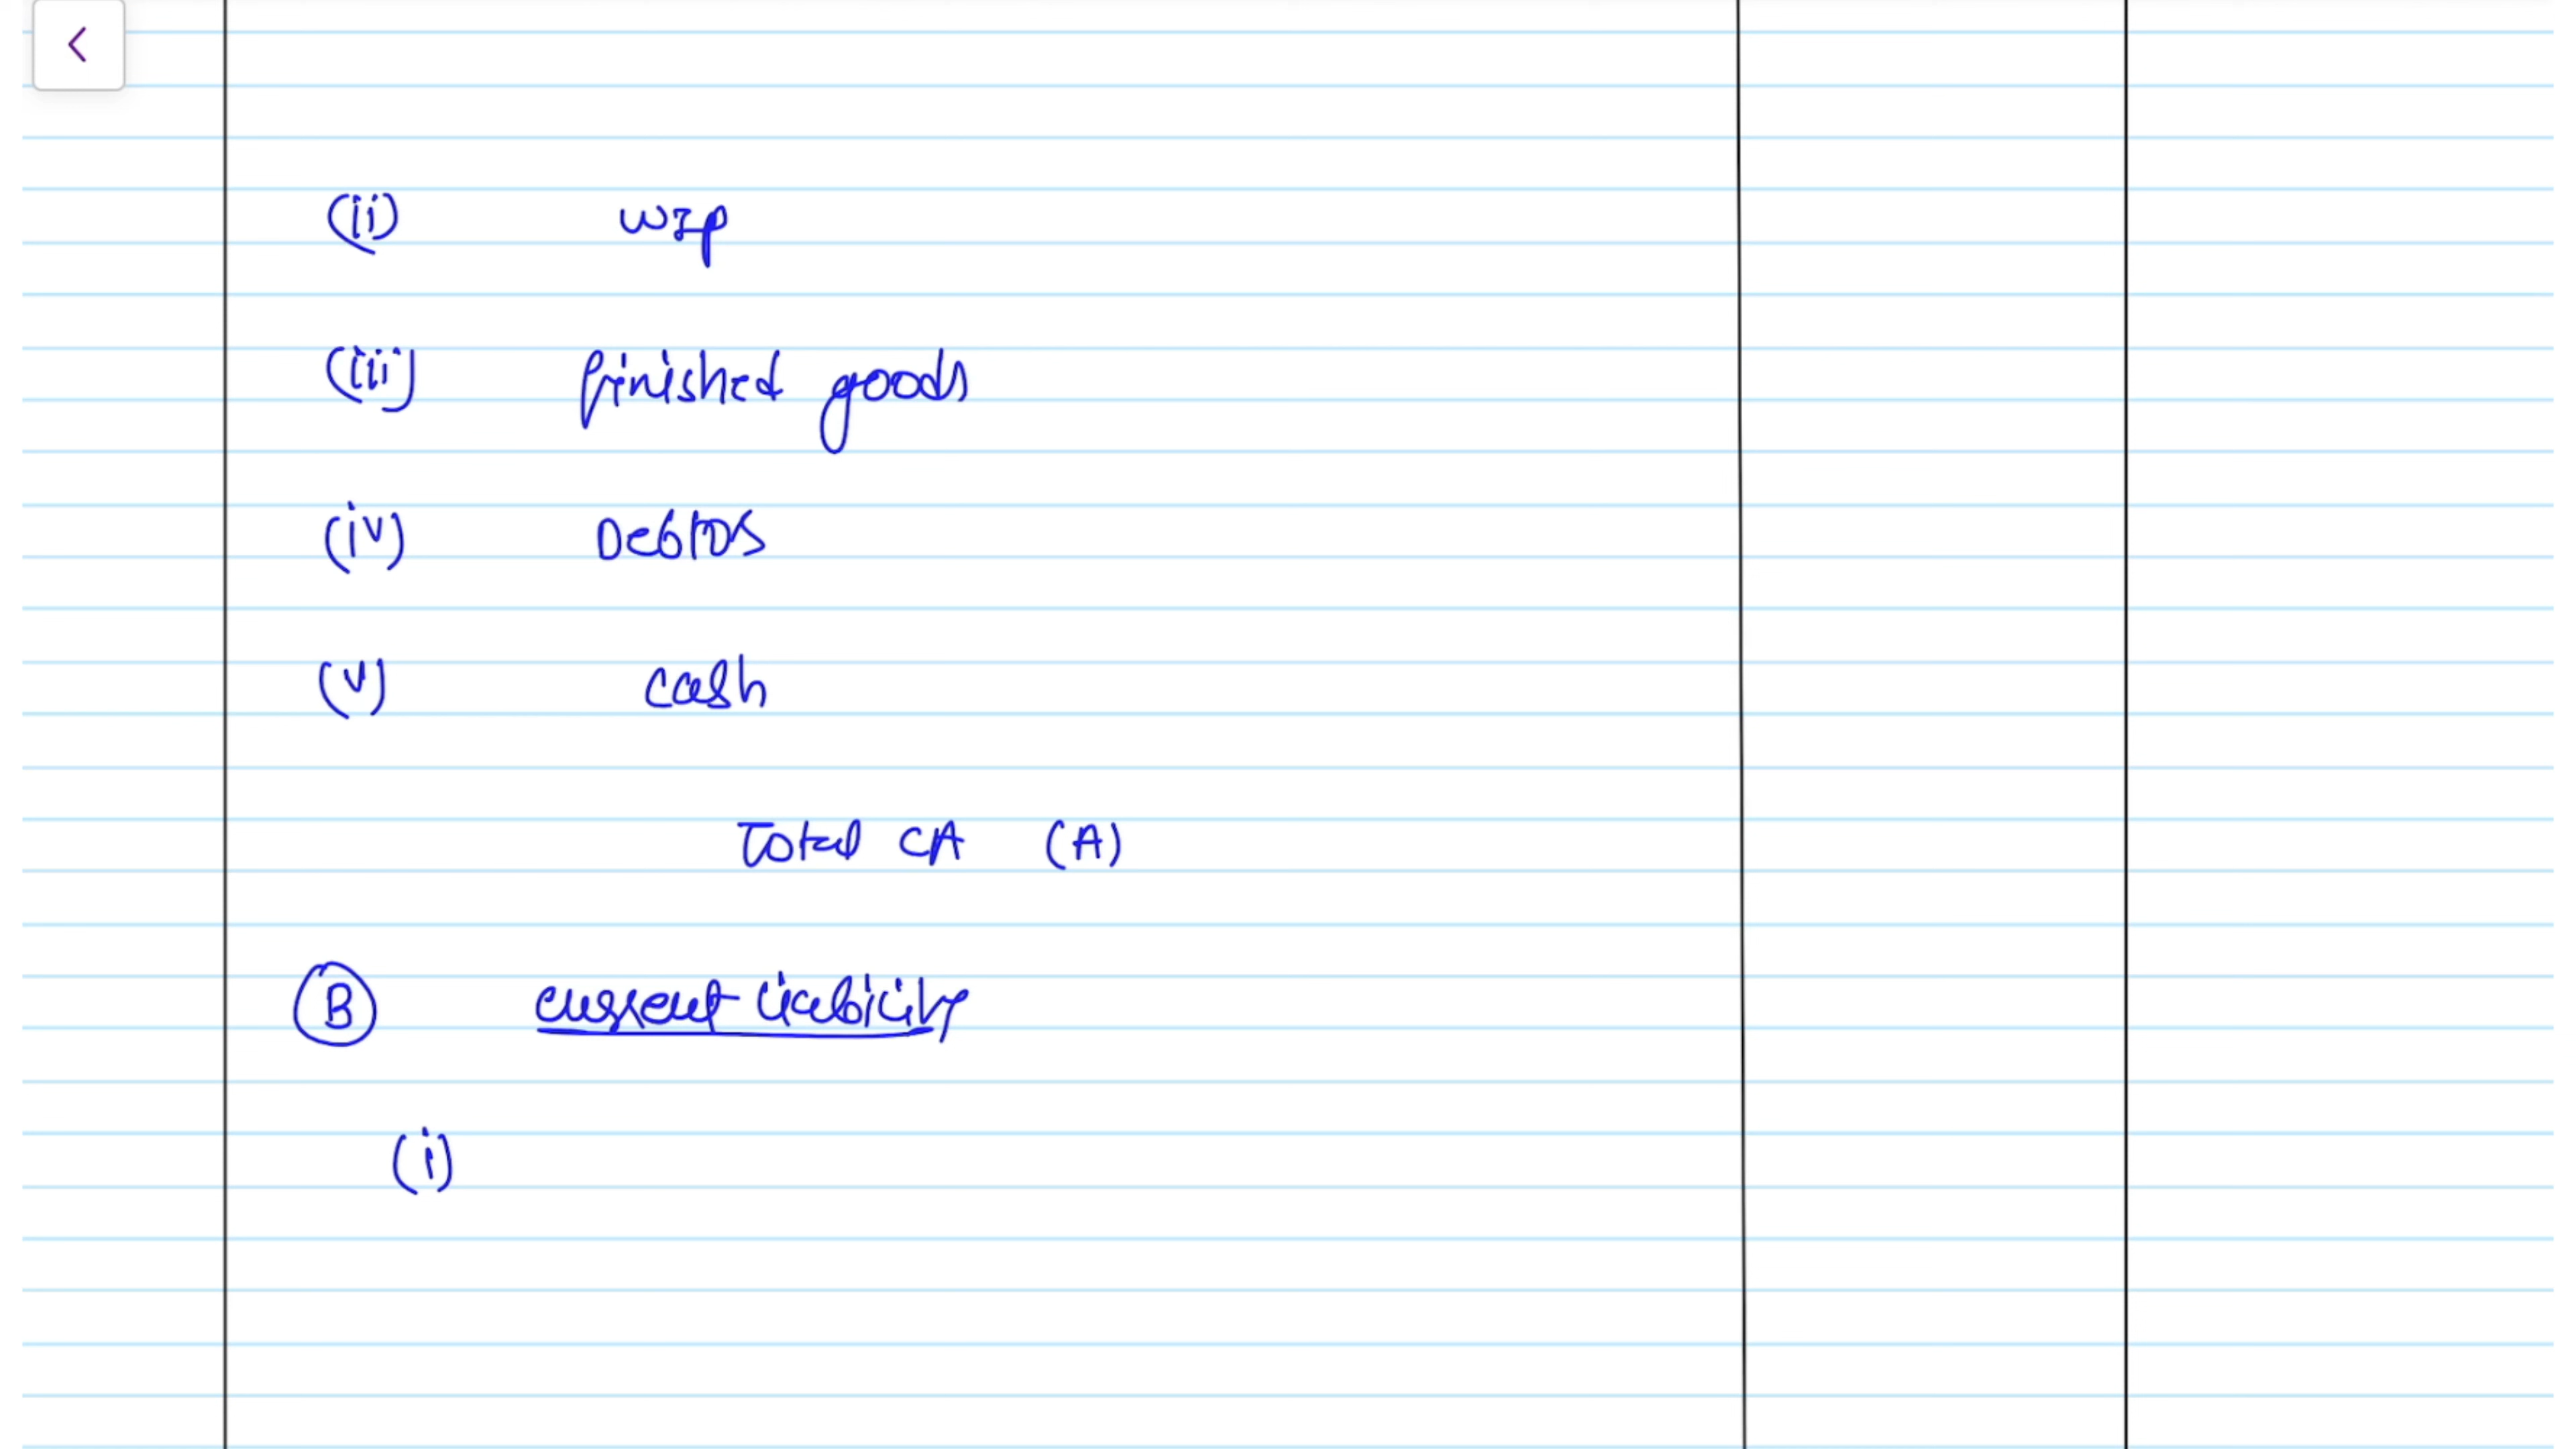 (ii) WIP
(iii) finished goods
(iv) Debtors
(v) cash
Total CA (A)
B current liability
(i)